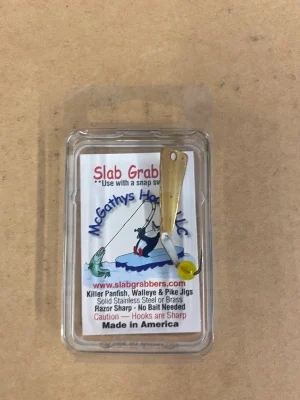 Slab Grab
**Use with a snap sw
McGathys Ho
www.slabgrabbers.com
Killer Panfish, Walleye & Pike Jigs
Solid Stainless Steel or Brass
Razor Sharp - No Bait Needed
Caution — Hooks are Sharp
Made in America